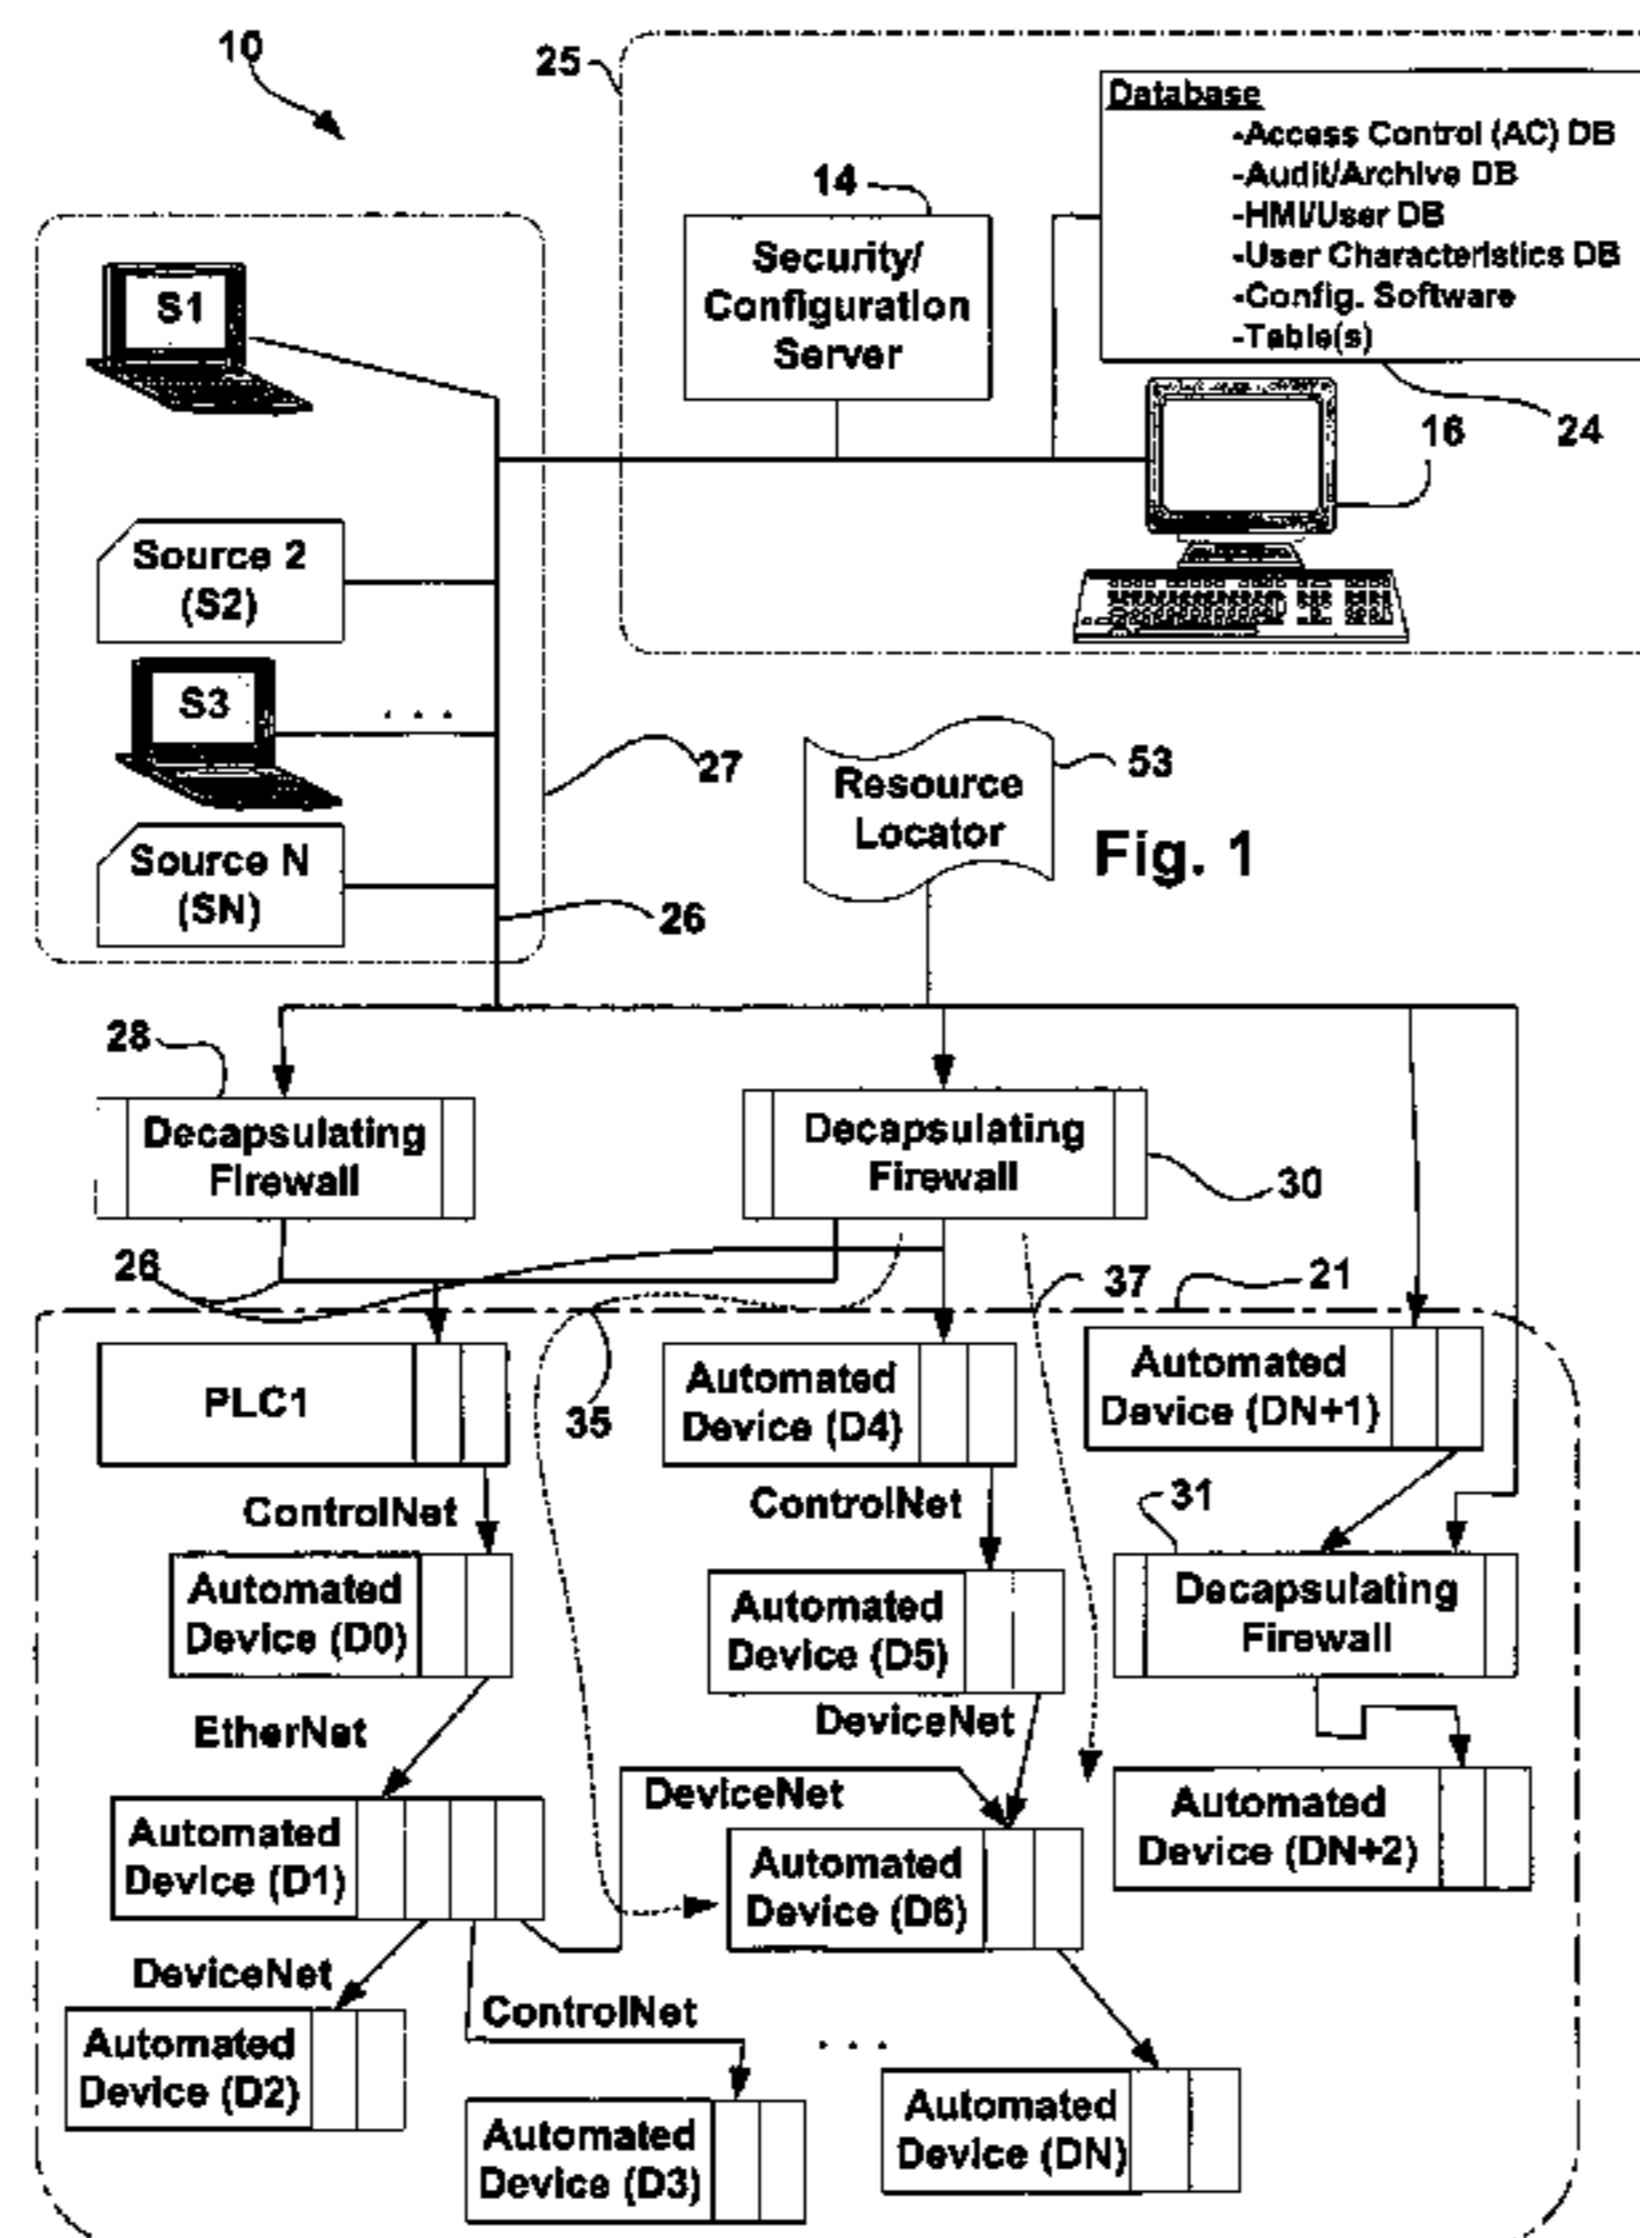 10
25
Database
-Access Control (AC) DB
-Audit/Archive DB
-HMI/User DB
-User Characteristics DB
-Config. Software
-Table(s)
14
Security/
Configuration
Server
S1
16
24
Source 2
(S2)
S3
. . .
27
Resource
Locator
53
Fig. 1
Source N
(SN)
26
28
Decapsulating
Firewall
Decapsulating
Firewall
30
26
37
21
PLC1
35
Automated
Device (D4)
Automated
Device (DN+1)
ControlNet
ControlNet
31
Automated
Device (D0)
Automated
Device (D5)
Decapsulating
Firewall
EtherNet
DeviceNet
DeviceNet
Automated
Device (D1)
Automated
Device (D6)
Automated
Device (DN+2)
DeviceNet
ControlNet
. . .
Automated
Device (D2)
Automated
Device (D3)
Automated
Device (DN)